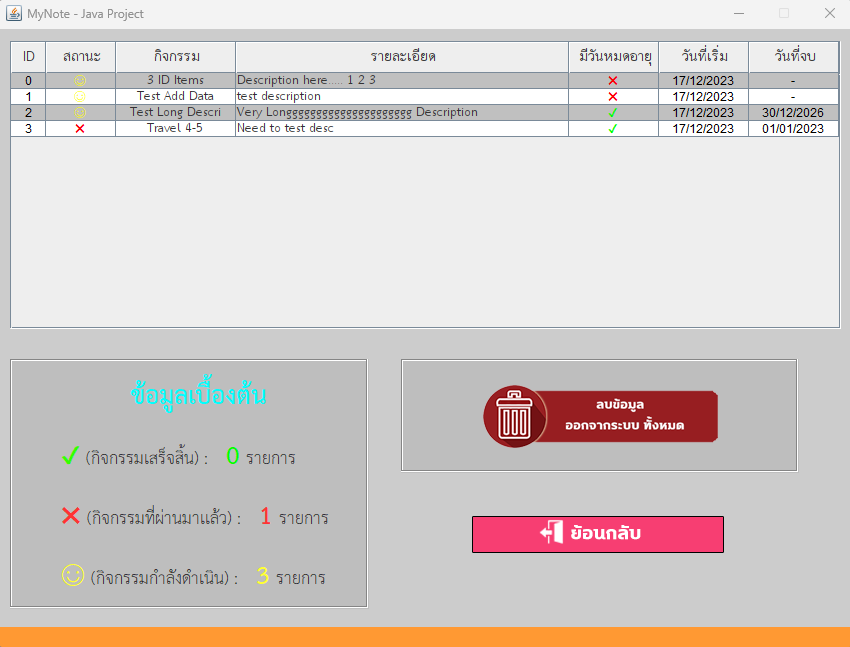 MyNote - Java Project
ID สถานะ กิจกรรม รายละเอียด มีวันหมดอายุ วันที่เริ่ม วันที่จบ
0 3 ID Items Description here..... 1 2 3 17/12/2023 -
1 Test Add Data test description 17/12/2023 -
2 Test Long Descri Very Longggggggggggggggggggggg Description 17/12/2023 30/12/2026
3 Travel 4-5 Need to test desc 17/12/2023 01/01/2023
ข้อมูลเบื้องต้น
(กิจกรรมเสร็จสิ้น) : 0 รายการ
(กิจกรรมที่ผ่านมาแล้ว) : 1 รายการ
(กิจกรรมกำลังดำเนิน) : 3 รายการ
ลบข้อมูล
ออกจากระบบ ทั้งหมด
ย้อนกลับ